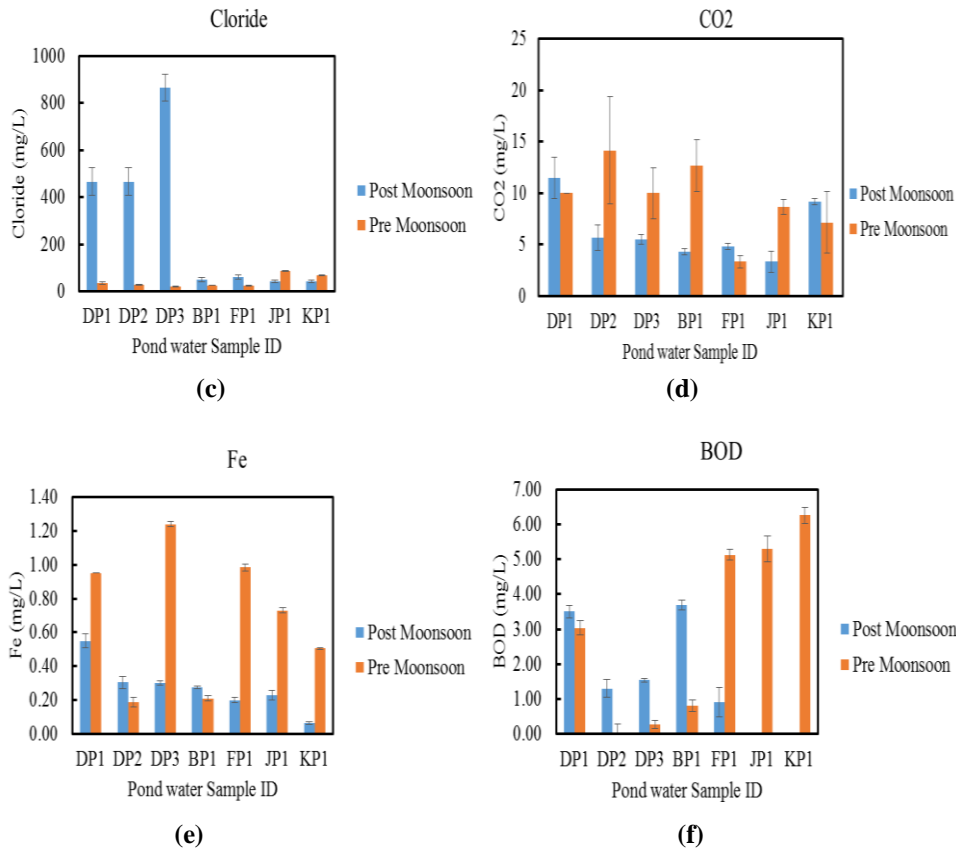 Cloride
1000
800
600
400
200
0
Cloride (mg/L)
DP1 DP2 DP3 BP1 FP1 JP1 KP1
Pond water Sample ID
Post Moonsoon
Pre Moonsoon
(c)
CO2
25
20
15
10
5
0
CO2 (mg/L)
DP1 DP2 DP3 BP1 FP1 JP1 KP1
Pond water Sample ID
Post Moonsoon
Pre Moonsoon
(d)
Fe
1.40
1.20
1.00
0.80
0.60
0.40
0.20
0.00
Fe (mg/L)
DP1 DP2 DP3 BP1 FP1 JP1 KP1
Pond water Sample ID
Post Moonsoon
Pre Moonsoon
(e)
BOD
7.00
6.00
5.00
4.00
3.00
2.00
1.00
0.00
BOD (mg/L)
DP1 DP2 DP3 BP1 FP1 JP1 KP1
Pond water Sample ID
Post Moonsoon
Pre Moonsoon
(f)